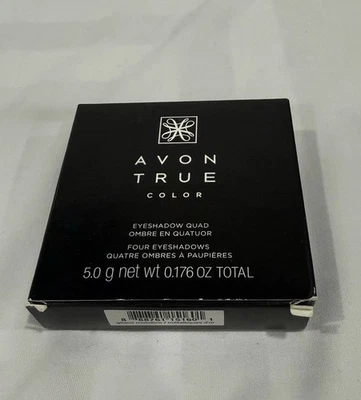 AVON
TRUE
COLOR
EYESHADOW QUAD
OMBRE EN QUATUOR
FOUR EYESHADOWS
QUATRE OMBRES À PAUPIÈRES
5.0 g net wt 0.176 OZ TOTAL